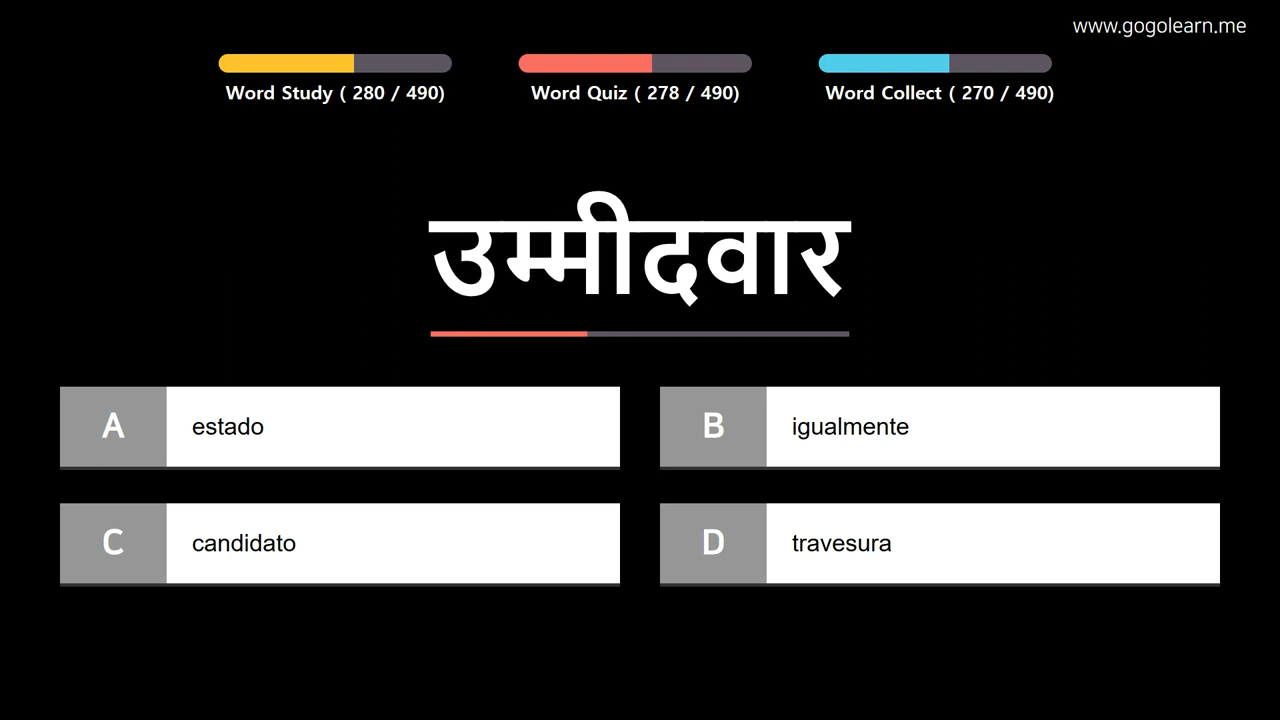 www.gogolearn.me
Word Study ( 280 / 490)
Word Quiz ( 278 / 490)
Word Collect ( 270 / 490)
उम्मीदवार
A estado
B igualmente
C candidato
D travesura